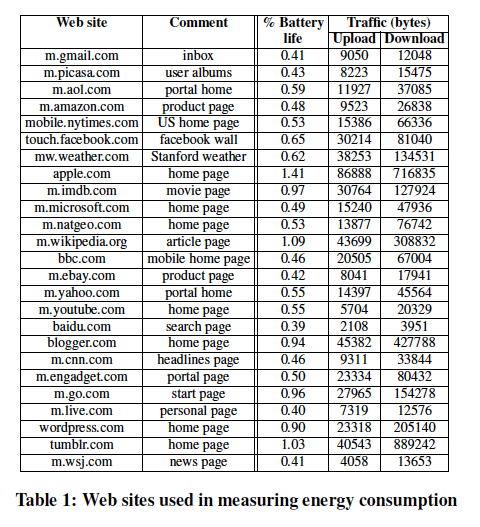 Web site Comment % Battery life Traffic (bytes)
Upload Download
m.gmail.com inbox 0.41 9050 12048
m.picasa.com user albums 0.43 8223 15475
m.aol.com portal home 0.59 11927 37085
m.amazon.com product page 0.48 9523 26838
mobile.nytimes.com US home page 0.53 15386 66336
touch.facebook.com facebook wall 0.65 30214 81040
mw.weather.com Stanford weather 0.62 38253 134531
apple.com home page 1.41 86888 716835
m.imdb.com movie page 0.97 30764 127924
m.microsoft.com home page 0.49 15240 47936
m.natgeo.com home page 0.53 13877 76742
m.wikipedia.org article page 1.09 43699 308832
bbc.com mobile home page 0.46 20505 67004
m.ebay.com product page 0.42 8041 17941
m.yahoo.com portal home 0.55 14397 45564
m.youtube.com home page 0.55 5704 20329
baidu.com search page 0.39 2108 3951
blogger.com home page 0.94 45382 427788
m.cnn.com headlines page 0.46 9311 33844
m.engadget.com portal page 0.50 23334 80432
m.go.com start page 0.96 27965 154278
m.live.com personal page 0.40 7319 12576
wordpress.com home page 0.90 23318 205140
tumblr.com home page 1.03 40543 889242
m.wsj.com news page 0.41 4058 13653
Table 1: Web sites used in measuring energy consumption